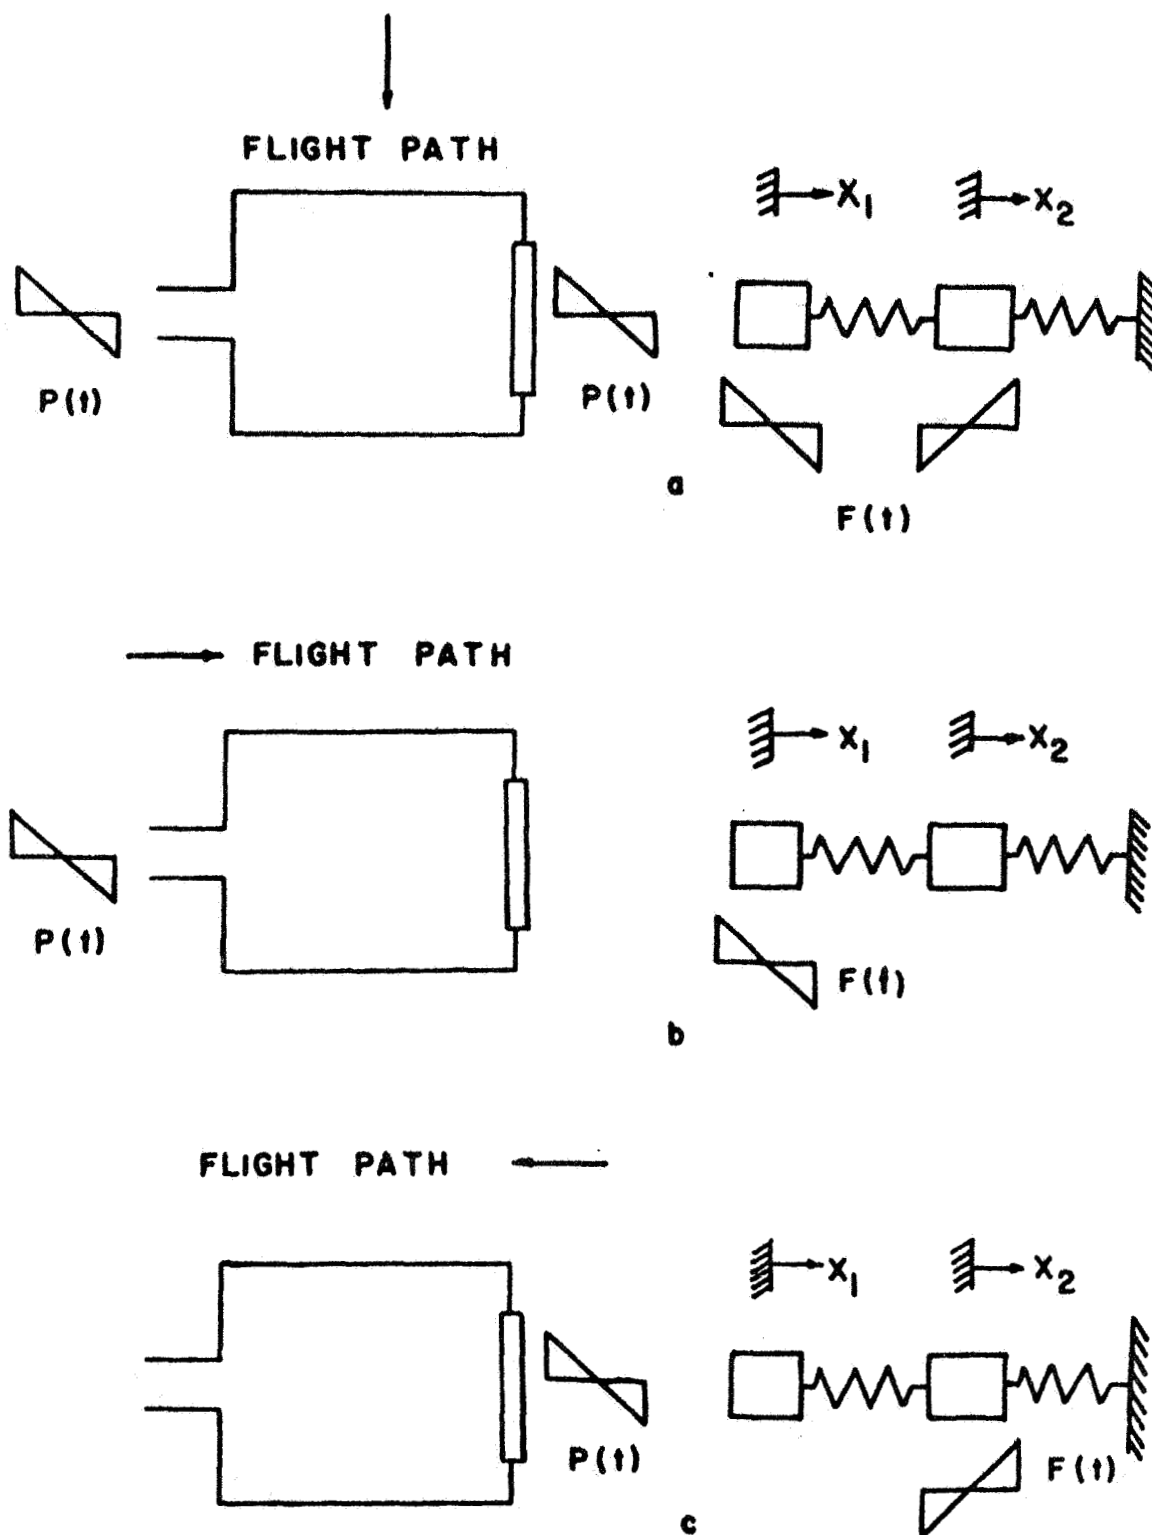 FLIGHT PATH
X1
X2
P(t)
P(t)
a
F(t)
FLIGHT PATH
X1
X2
P(t)
F(t)
b
FLIGHT PATH
X1
X2
P(t)
F(t)
c